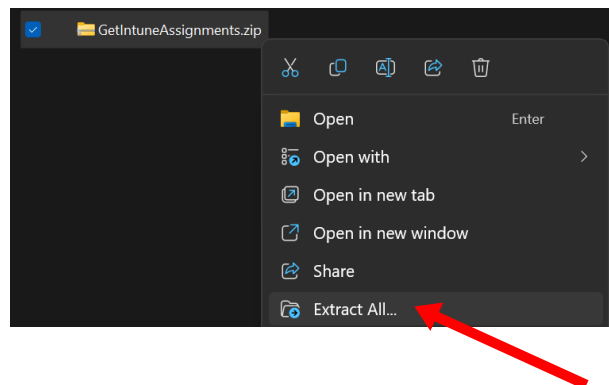 GetIntuneAssignments.zip
Open Enter
Open with
Open in new tab
Open in new window
Share
Extract All...